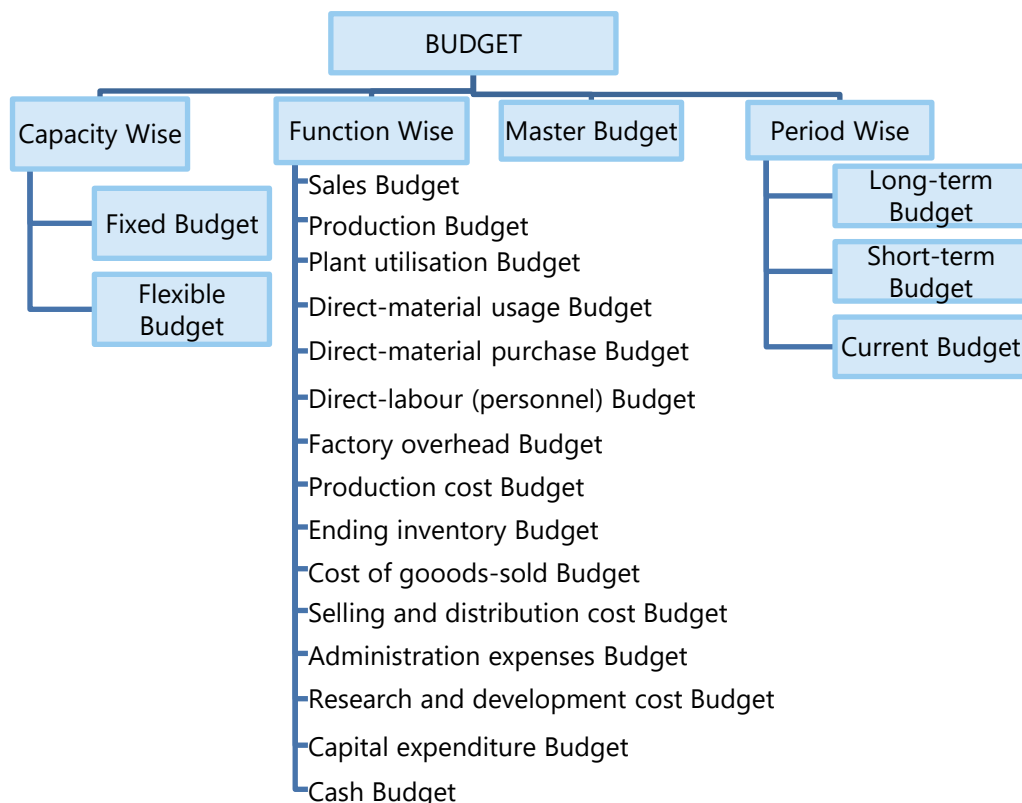 BUDGET
Capacity Wise
Fixed Budget
Flexible
Budget
Function Wise
Sales Budget
Production Budget
Plant utilisation Budget
Direct-material usage Budget
Direct-material purchase Budget
Direct-labour (personnel) Budget
Factory overhead Budget
Production cost Budget
Ending inventory Budget
Cost of gooods-sold Budget
Selling and distribution cost Budget
Administration expenses Budget
Research and development cost Budget
Capital expenditure Budget
Cash Budget
Master Budget
Period Wise
Long-term
Budget
Short-term
Budget
Current Budget